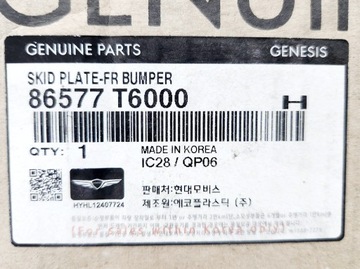 GENUIN
GENUINE PARTS GENESIS
SKID PLATE-FR BUMPER
86577 T6000 H
QTY: 1 MADE IN KOREA
IC28 / QP06
HYHL12407724
판매처:현대모비스
제조원:에코플라스틱 (주)